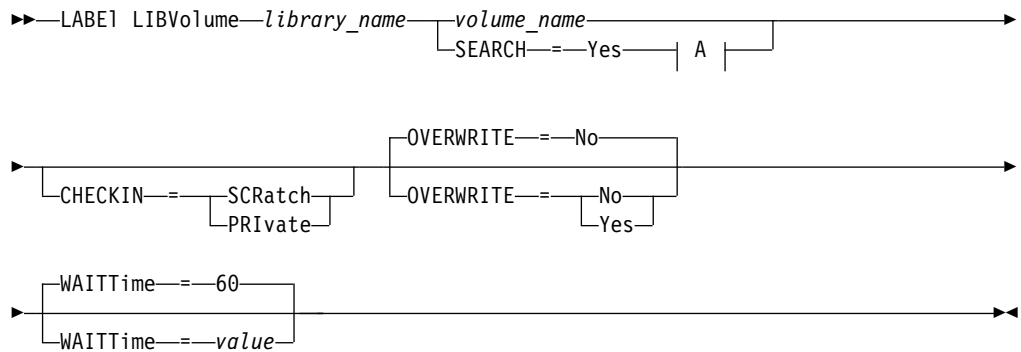 LABEl LIBVolume library_name volume_name
SEARCH = Yes A
OVERWRITE = No
CHECKIN = SCRatch OVERWRITE = No
PRIvate Yes
WAITTime = 60
WAITTime = value